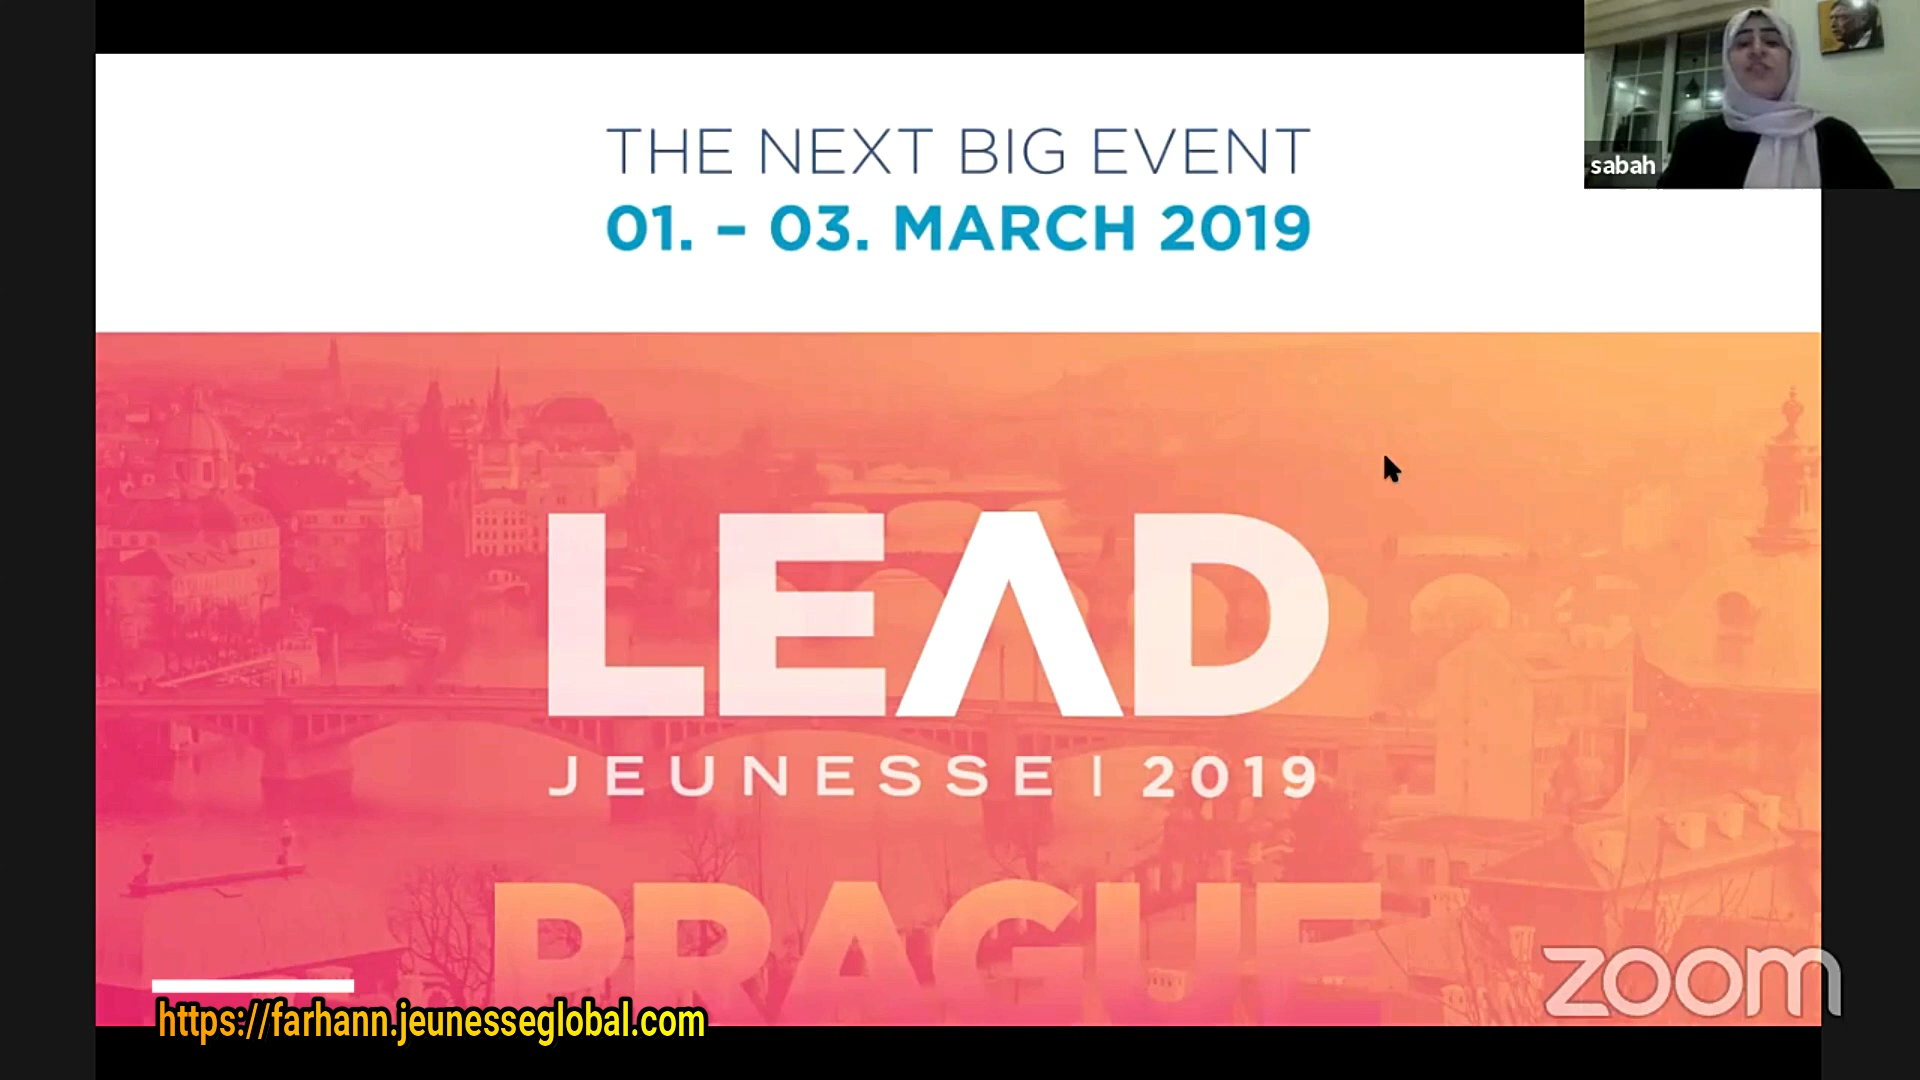 THE NEXT BIG EVENT
01. – 03. MARCH 2019
sabah
LEAD
JEUNESSE | 2019
PRAGUE
zoom
https://farhann.jeunesseglobal.com